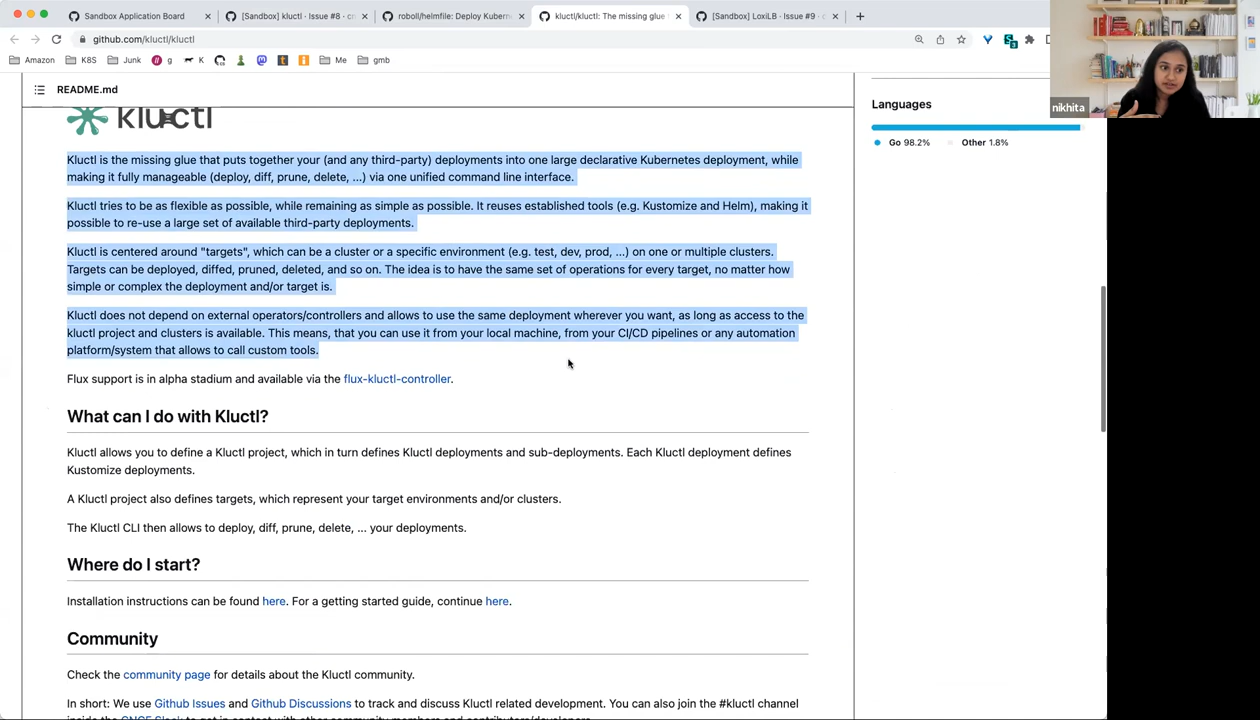 Sandbox Application Board
[Sandbox] kluctl · Issue #8 · cn
roboll/helmfile: Deploy Kuberne
kluctl/kluctl: The missing glue
[Sandbox] LoxiLB · Issue #9 ·
github.com/kluctl/kluctl
Amazon
K8S
Junk
g
K
Me
gmb
nikhita
README.md
kluctl
Kluctl is the missing glue that puts together your (and any third-party) deployments into one large declarative Kubernetes deployment, while
making it fully manageable (deploy, diff, prune, delete, ...) via one unified command line interface.
Kluctl tries to be as flexible as possible, while remaining as simple as possible. It reuses established tools (e.g. Kustomize and Helm), making it
possible to re-use a large set of available third-party deployments.
Kluctl is centered around "targets", which can be a cluster or a specific environment (e.g. test, dev, prod, ...) on one or multiple clusters.
Targets can be deployed, diffed, pruned, deleted, and so on. The idea is to have the same set of operations for every target, no matter how
simple or complex the deployment and/or target is.
Kluctl does not depend on external operators/controllers and allows to use the same deployment wherever you want, as long as access to the
kluctl project and clusters is available. This means, that you can use it from your local machine, from your CI/CD pipelines or any automation
platform/system that allows to call custom tools.
Flux support is in alpha stadium and available via the flux-kluctl-controller.
What can I do with Kluctl?
Kluctl allows you to define a Kluctl project, which in turn defines Kluctl deployments and sub-deployments. Each Kluctl deployment defines
Kustomize deployments.
A Kluctl project also defines targets, which represent your target environments and/or clusters.
The Kluctl CLI then allows to deploy, diff, prune, delete, ... your deployments.
Where do I start?
Installation instructions can be found here. For a getting started guide, continue here.
Community
Check the community page for details about the Kluctl community.
In short: We use Github Issues and Github Discussions to track and discuss Kluctl related development. You can also join the #kluctl channel
inside the CNCF Slack to get in contact with other community members and contributors/developers.
Languages
Go 98.2%
Other 1.8%